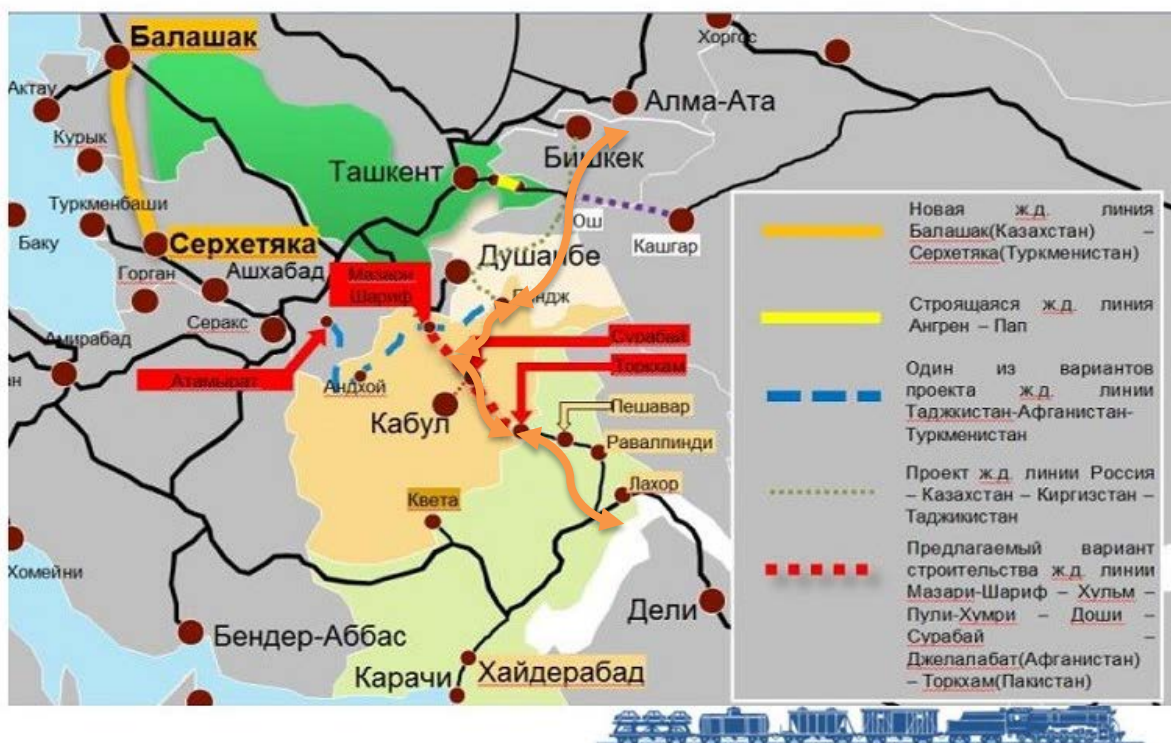 Балашак
Хоргос
Актау
Алма-Ата
Курык
Бишкек
Ташкент
Туркменбаши
Ош
Баку
Серхетяка
Кашгар
Горган
Ашхабад
Душанбе
Мазари
Шариф
Пяндж
Серакс
Амирабад
Сурабай
Атамырат
Андхой
Торкхам
Кабул
Пешавар
Равалпинди
Квета
Лахор
Хомейни
Дели
Бендер-Аббас
Карачи
Хайдерабад
Новая ж.д. линия
Балашак(Казахстан) –
Серхетяка(Туркменистан)
Строящаяся ж.д. линия
Ангрен – Пап
Один из вариантов
проекта ж.д. линии
Таджкистан-Афганистан-
Туркменистан
Проект ж.д. линии Россия
– Казахстан – Киргизстан –
Таджикистан
Предлагаемый вариант
строительства ж.д. линии
Мазари-Шариф – Хульм –
Пули-Хумри – Доши –
Сурабай –
Джелалабат(Афганистан)
– Торкхам(Пакистан)